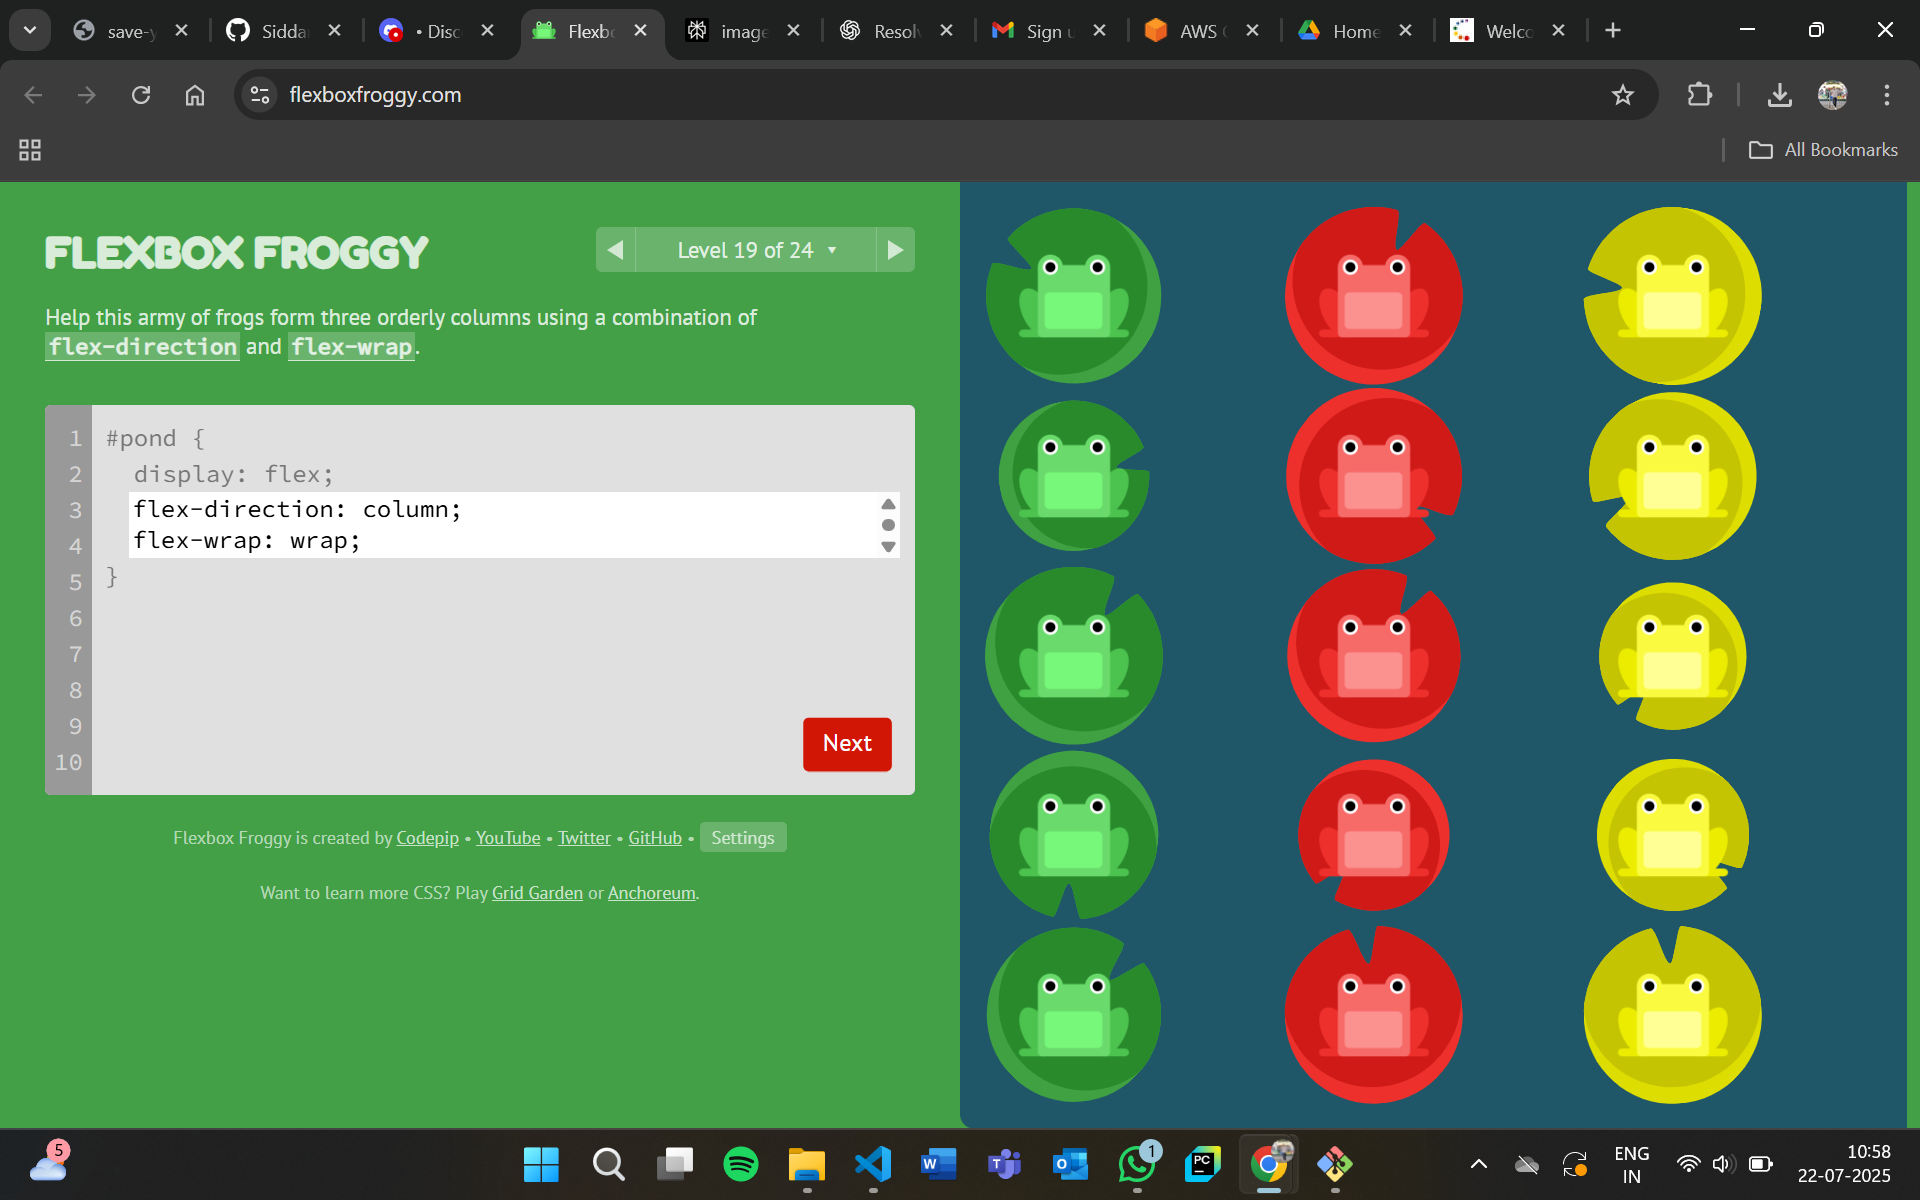 save-y
Sidda
• Disc
Flexbo
image
Resolv
Sign u
AWS
Home
Welco
flexboxfroggy.com
All Bookmarks
FLEXBOX FROGGY
Level 19 of 24
Help this army of frogs form three orderly columns using a combination of
flex-direction and flex-wrap.
1 #pond {
2 display: flex;
3 flex-direction: column;
4 flex-wrap: wrap;
5 }
6
7
8
9
10
Next
Flexbox Froggy is created by Codepip • YouTube • Twitter • GitHub • Settings
Want to learn more CSS? Play Grid Garden or Anchoreum.
5
W
T
O
1
PC
ENG
IN
10:58
22-07-2025